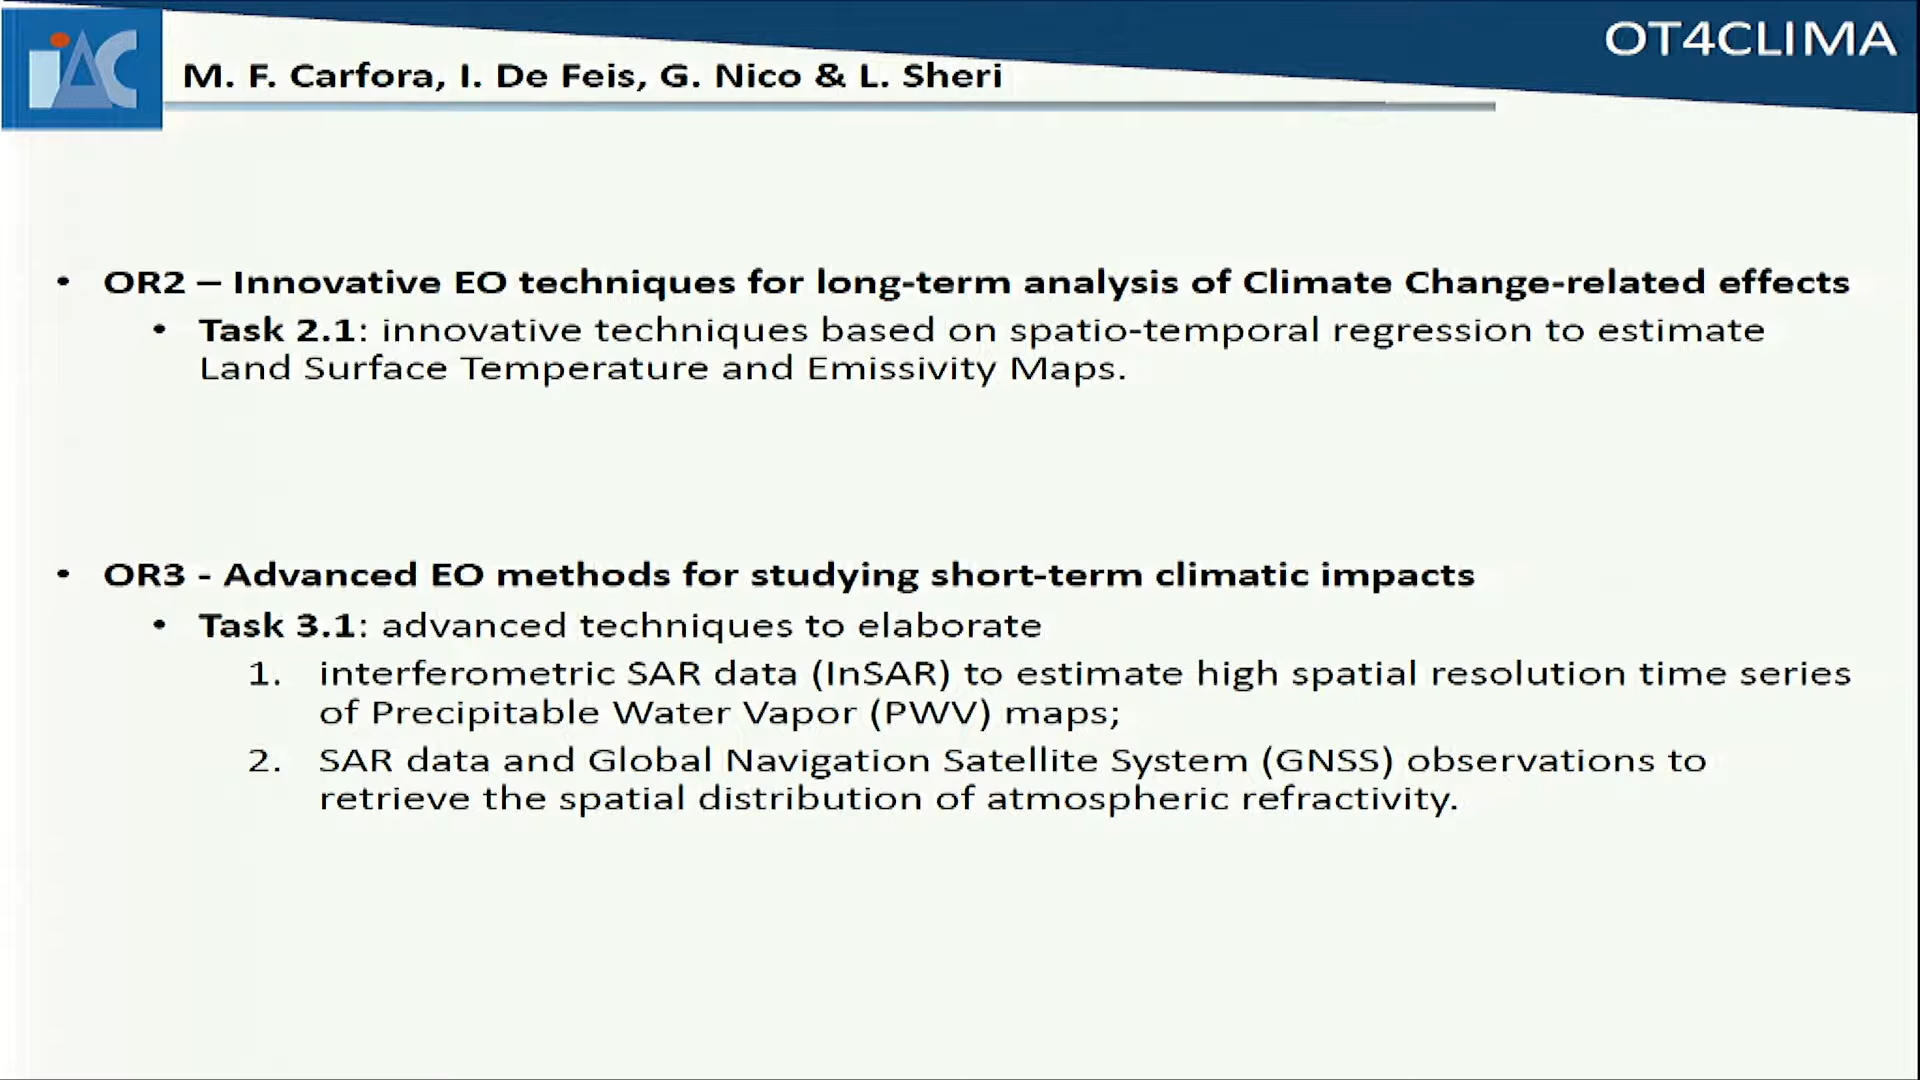 OT4CLIMA
iAC
M. F. Carfora, I. De Feis, G. Nico & L. Sheri
• OR2 – Innovative EO techniques for long-term analysis of Climate Change-related effects
• Task 2.1: innovative techniques based on spatio-temporal regression to estimate
Land Surface Temperature and Emissivity Maps.
• OR3 - Advanced EO methods for studying short-term climatic impacts
• Task 3.1: advanced techniques to elaborate
1. interferometric SAR data (InSAR) to estimate high spatial resolution time series
of Precipitable Water Vapor (PWV) maps;
2. SAR data and Global Navigation Satellite System (GNSS) observations to
retrieve the spatial distribution of atmospheric refractivity.